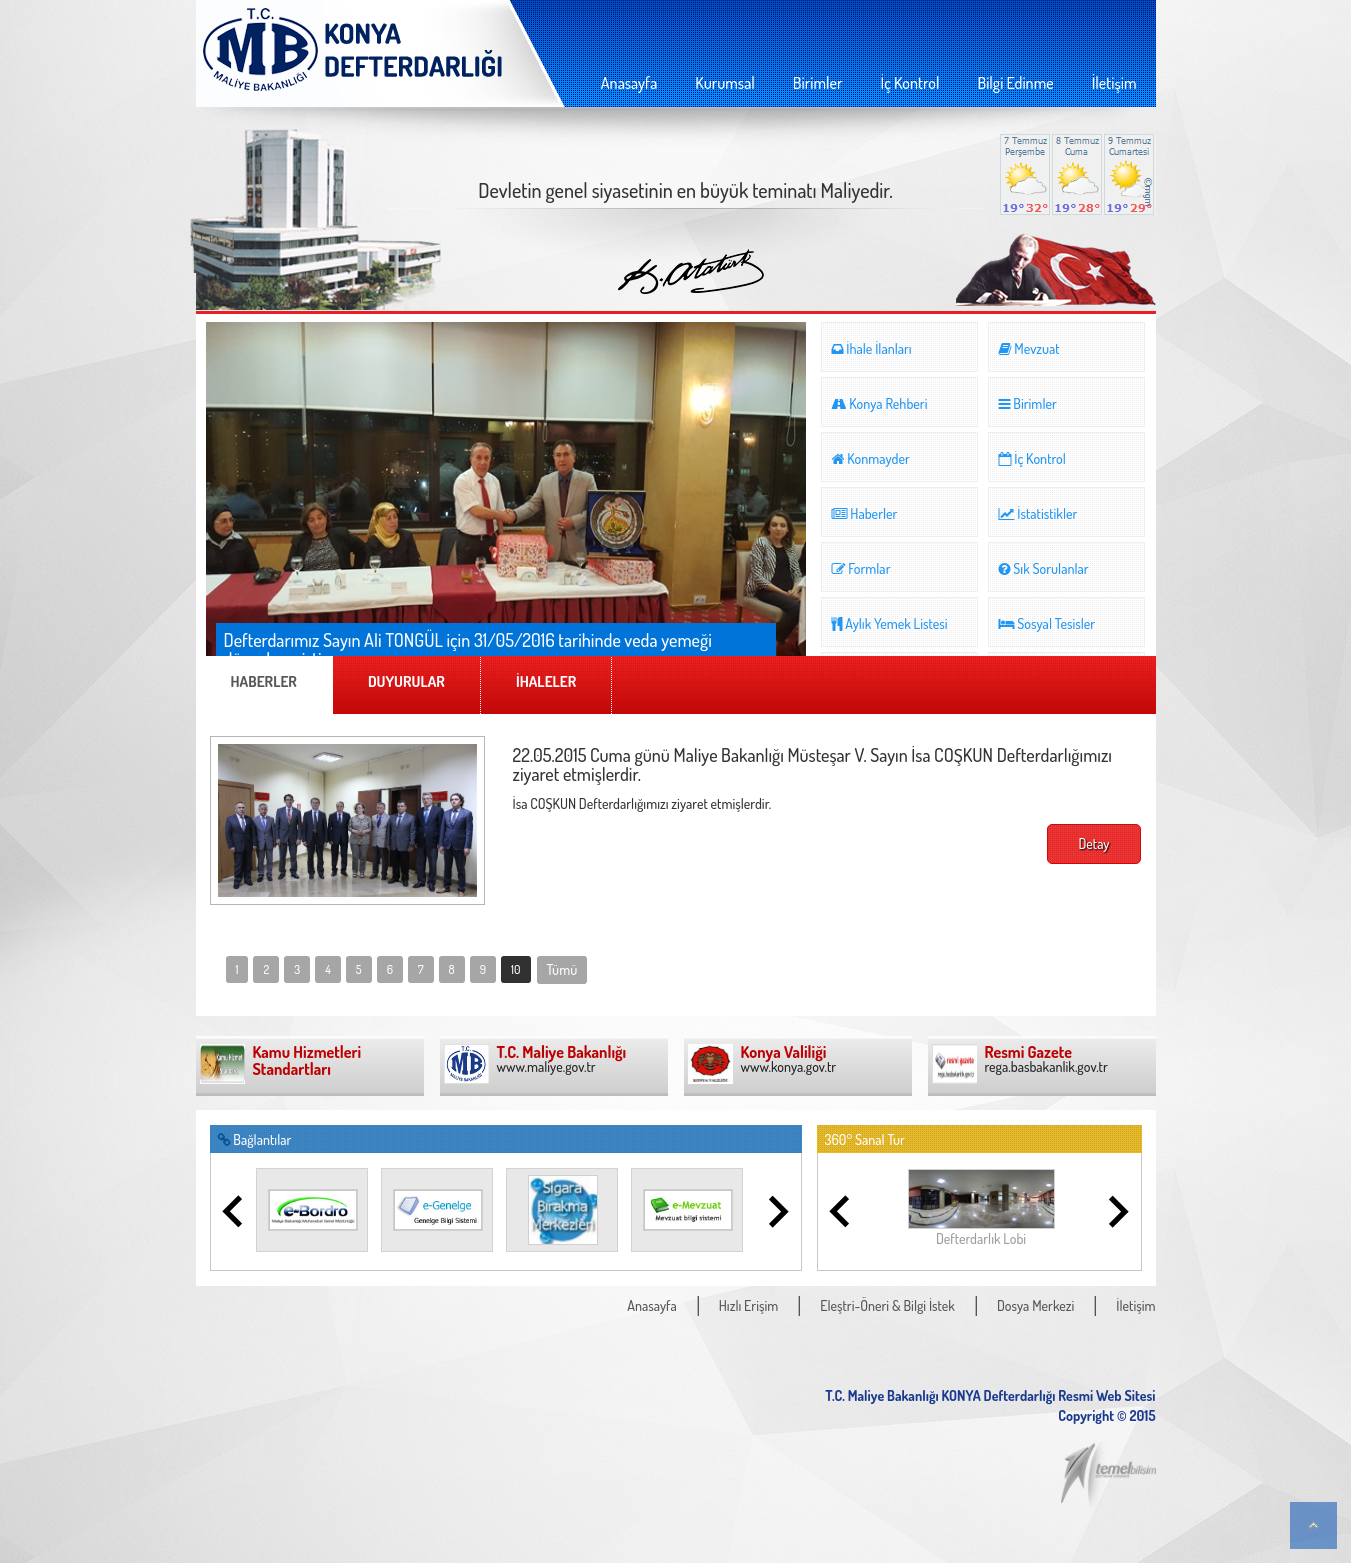 T.C.
MB
MALİYE BAKANLIĞI
KONYA
DEFTERDARLIĞI
Anasayfa Kurumsal Birimler İç Kontrol Bilgi Edinme İletişim
7 Temmuz 8 Temmuz 9 Temmuz
Perşembe Cuma Cumartesi
19° 32° 19° 28° 19° 29°
©mgm
Devletin genel siyasetinin en büyük teminatı Maliyedir.
K. Atatürk
İhale İlanları Mevzuat
Konya Rehberi Birimler
Konmayder İç Kontrol
Haberler İstatistikler
Formlar Sık Sorulanlar
Aylık Yemek Listesi Sosyal Tesisler
Defterdarımız Sayın Ali TONGÜL için 31/05/2016 tarihinde veda yemeği
HABERLER DUYURULAR İHALELER
22.05.2015 Cuma günü Maliye Bakanlığı Müsteşar V. Sayın İsa COŞKUN Defterdarlığımızı
ziyaret etmişlerdir.
İsa COŞKUN Defterdarlığımızı ziyaret etmişlerdir.
Detay
1 2 3 4 5 6 7 8 9 10 Tümü
Kamu Hizmetleri
Standartları
T.C. Maliye Bakanlığı
www.maliye.gov.tr
Konya Valiliği
www.konya.gov.tr
resmi gazete
Resmi Gazete
rega.basbakanlik.gov.tr
Bağlantılar
e-Bordro
e-Genelge
Genelge Bilgi Sistemi
Sigara
Bırakma
Merkezleri
e-Mevzuat
Mevzuat bilgi sistemi
360° Sanal Tur
Defterdarlık Lobi
Anasayfa Hızlı Erişim Eleştri-Öneri & Bilgi İstek Dosya Merkezi İletişim
T.C. Maliye Bakanlığı KONYA Defterdarlığı Resmi Web Sitesi
Copyright © 2015
temelbilisim